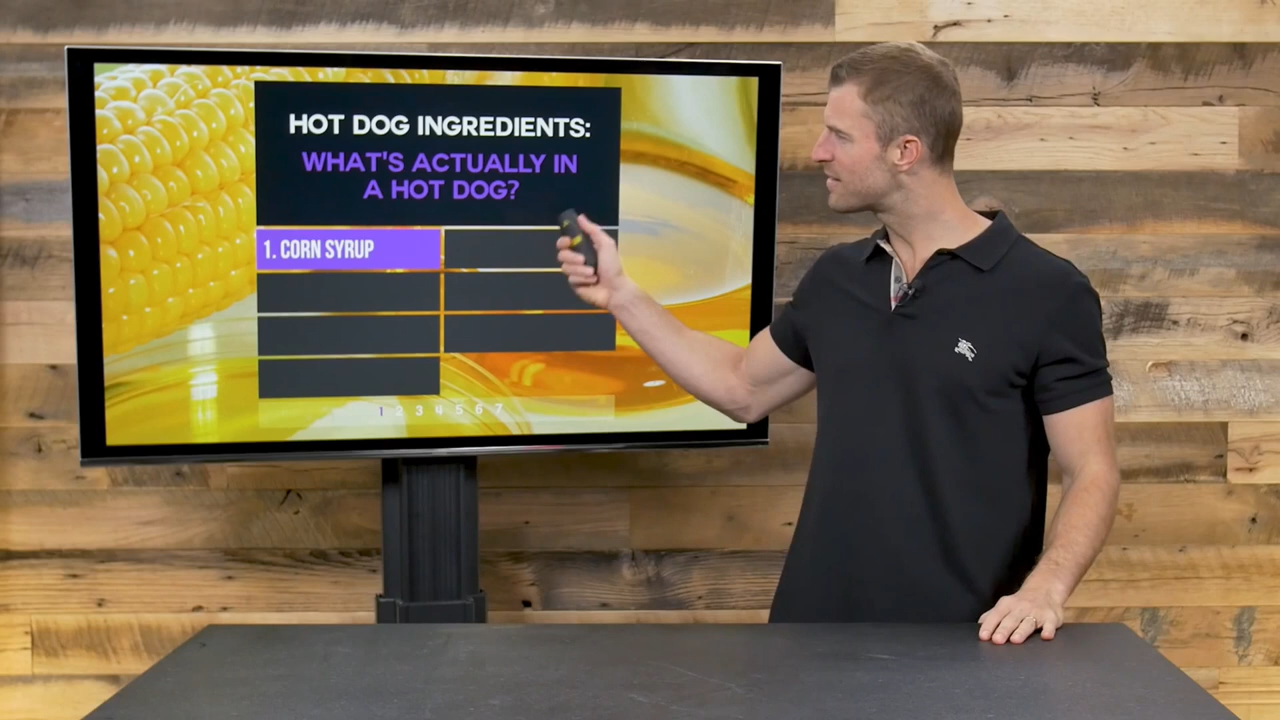 HOT DOG INGREDIENTS:
WHAT'S ACTUALLY IN
A HOT DOG?
1. CORN SYRUP
1 2 3 4 5 6 7